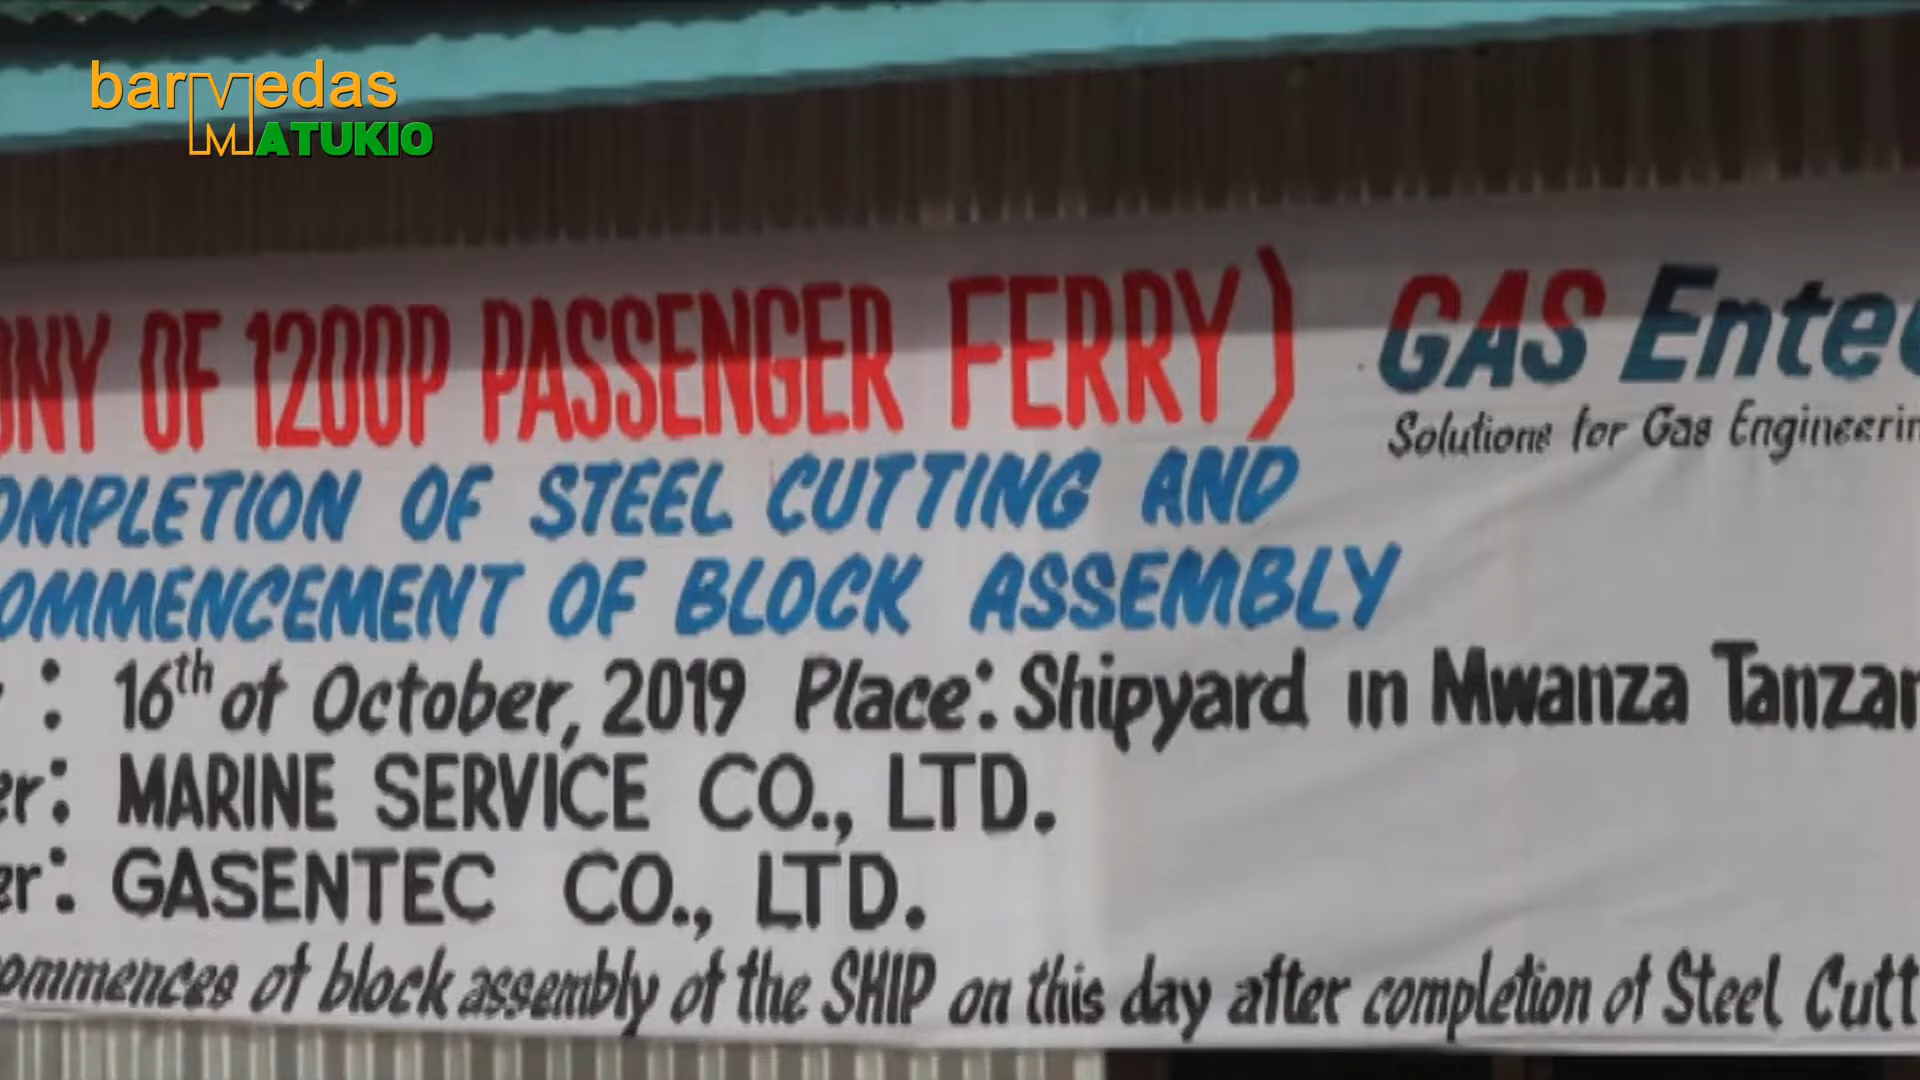 barmedas
MATUKIO
ONY OF 1200P PASSENGER FERRY)
GAS Entec
Solutions for Gas Engineerin
OMPLETION OF STEEL CUTTING AND
OMMENCEMENT OF BLOCK ASSEMBLY
: 16th of October, 2019 Place: Shipyard in Mwanza Tanzan
er: MARINE SERVICE CO., LTD.
er: GASENTEC CO., LTD.
ommences of block assembly of the SHIP on this day after completion of Steel Cutt